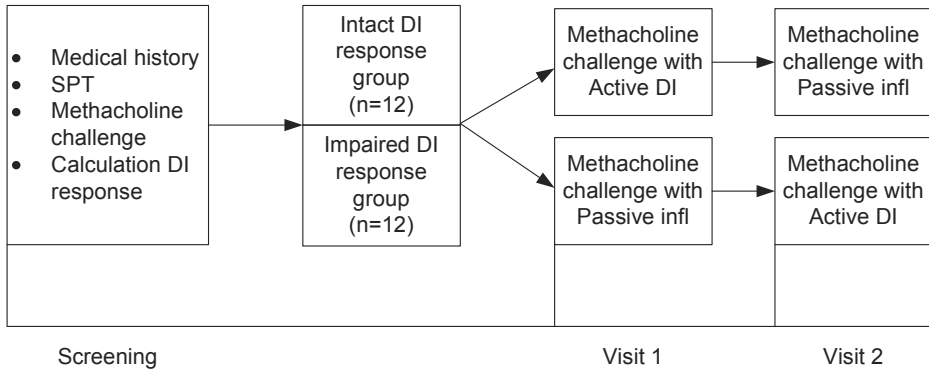 • Medical history
• SPT
• Methacholine
challenge
• Calculation DI
response
Intact DI
response
group
(n=12)
Impaired DI
response
group
(n=12)
Methacholine
challenge with
Active DI
Methacholine
challenge with
Passive infl
Methacholine
challenge with
Passive infl
Methacholine
challenge with
Active DI
Screening
Visit 1
Visit 2